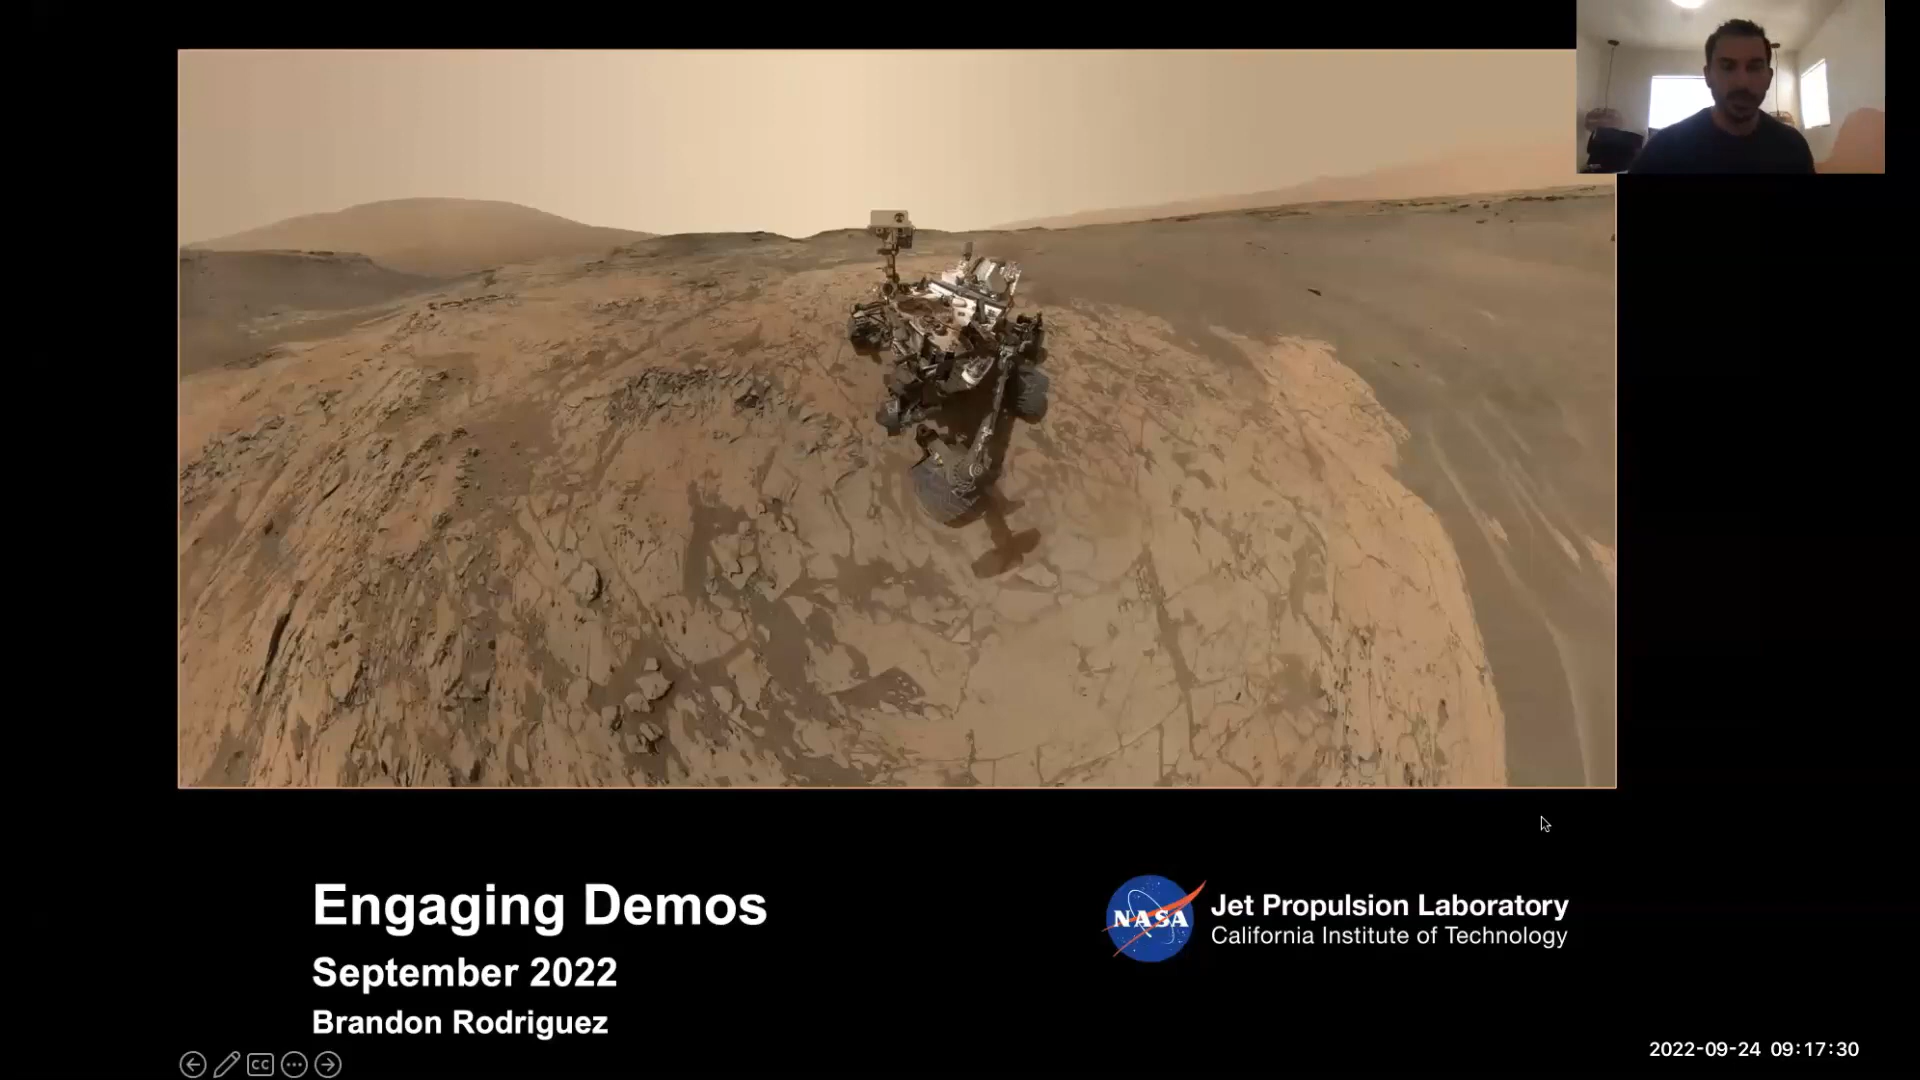 Engaging Demos
September 2022
Brandon Rodriguez
NASA
Jet Propulsion Laboratory
California Institute of Technology
CC
2022-09-24 09:17:30